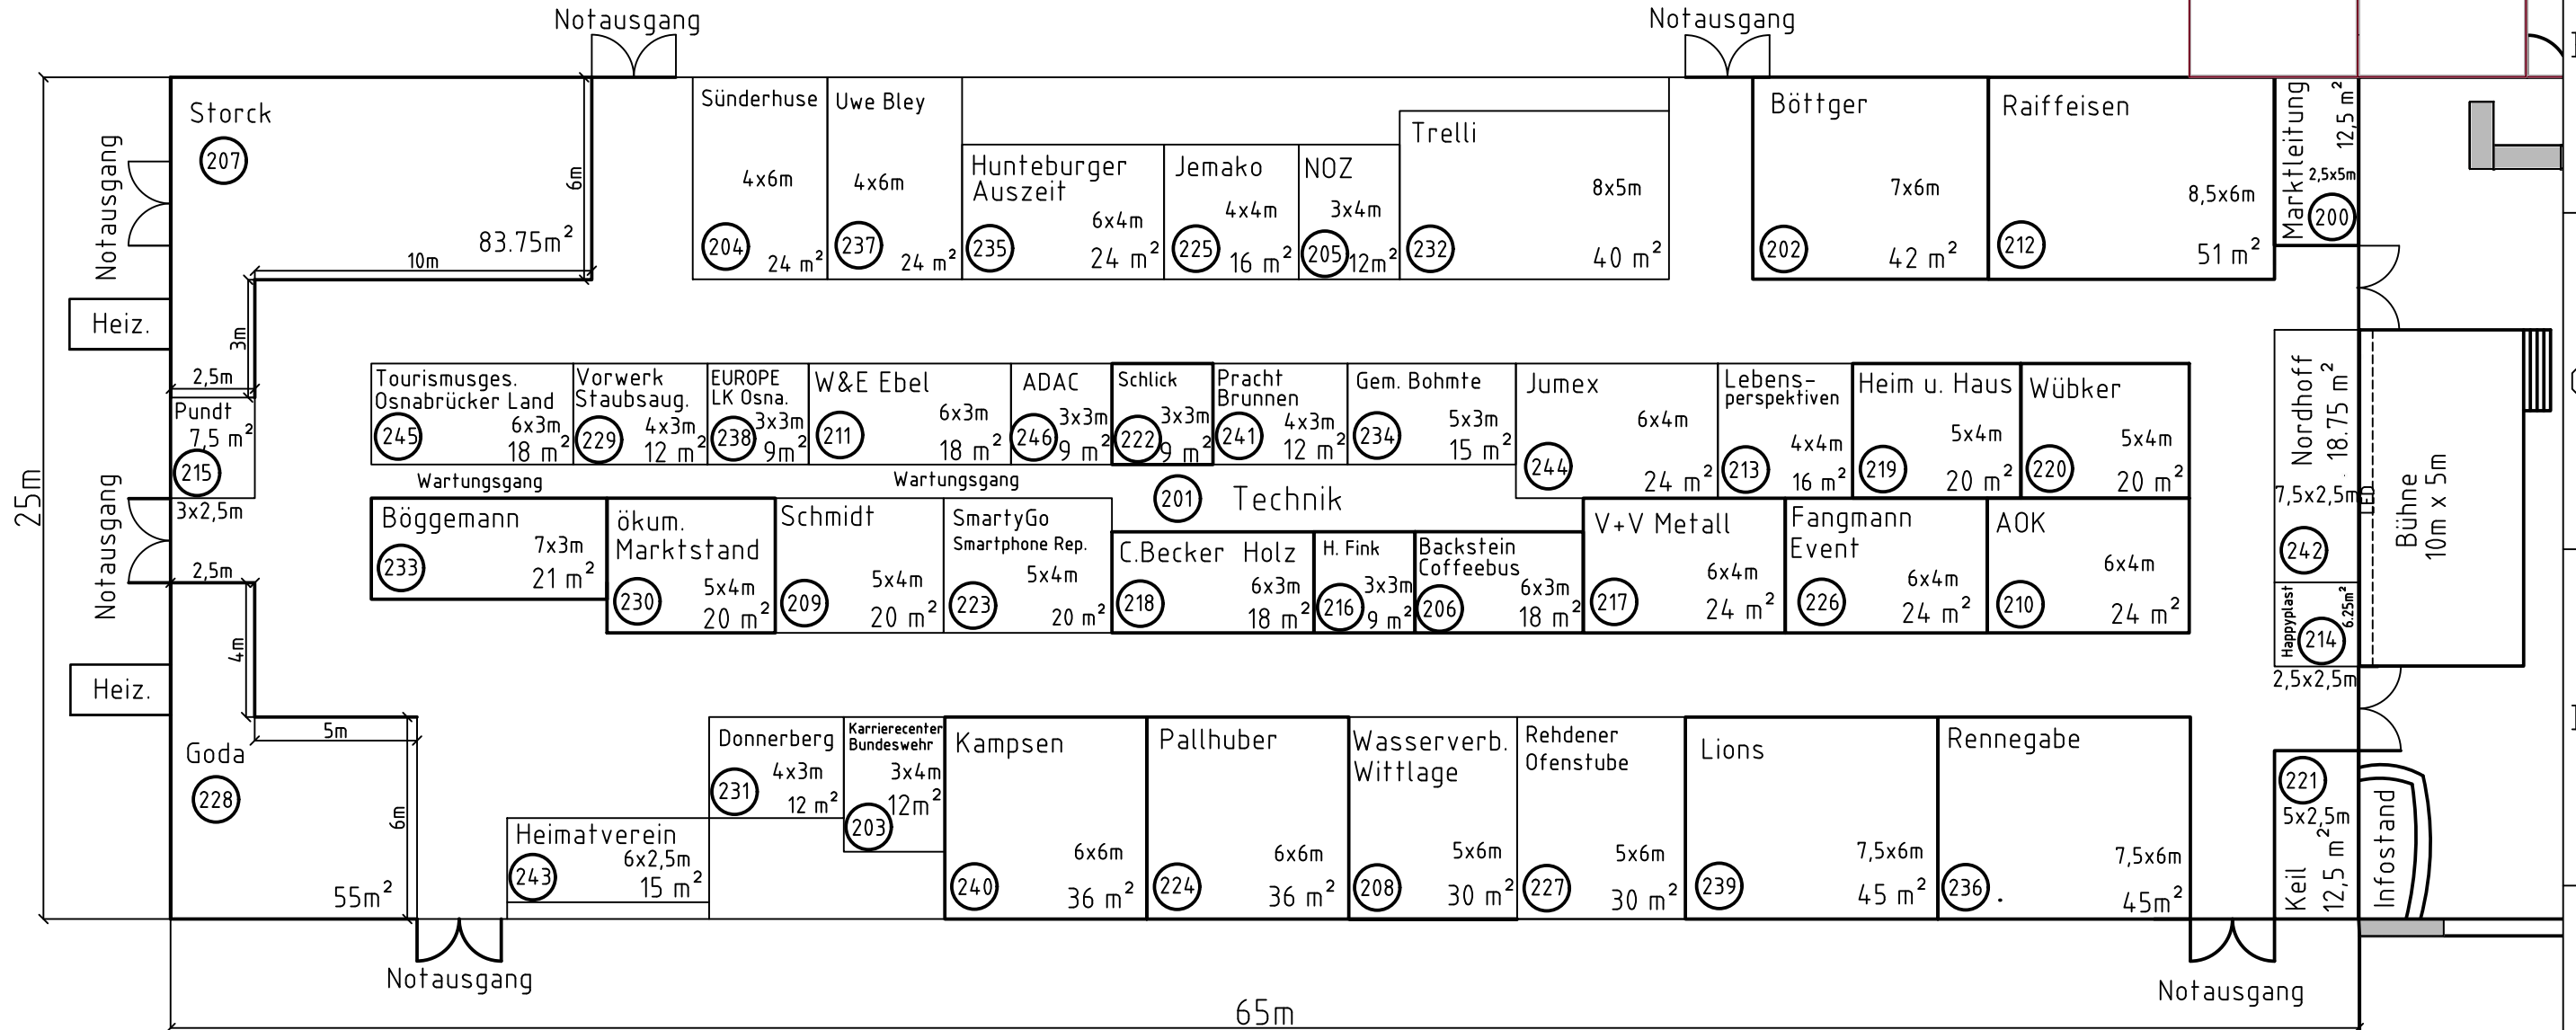 Notausgang
Notausgang
25m
Notausgang
Heiz.
Notausgang
Heiz.
Storck
207
6m
83.75m²
10m
3m
2,5m
Sünderhuse
4x6m
204
24 m²
Uwe Bley
4x6m
237
24 m²
Hunteburger
Auszeit
6x4m
235
24 m²
Jemako
4x4m
225
16 m²
NOZ
3x4m
205
12m²
Trelli
8x5m
232
40 m²
Böttger
7x6m
202
42 m²
Raiffeisen
8,5x6m
212
51 m²
Marktleitung
12,5 m²
2,5x5m
200
Pundt
7,5 m²
215
3x2,5m
Tourismusges.
Osnabrücker Land
6x3m
245
18 m²
Vorwerk
Staubsaug.
4x3m
229
12 m²
EUROPE
LK Osna.
3x3m
238
9m²
W&E Ebel
6x3m
211
18 m²
ADAC
3x3m
246
9 m²
Schlick
3x3m
222
9 m²
Pracht
Brunnen
4x3m
241
12 m²
Gem. Bohmte
5x3m
234
15 m²
Jumex
6x4m
244
24 m²
Lebens-
perspektiven
4x4m
213
16 m²
Heim u. Haus
5x4m
219
20 m²
Wübker
5x4m
220
20 m²
Nordhoff
18.75 m²
7,5x2,5m
242
LED
Bühne
10m x 5m
Wartungsgang
Wartungsgang
201
Technik
Böggemann
7x3m
233
21 m²
ökum.
Marktstand
5x4m
230
20 m²
Schmidt
5x4m
209
20 m²
SmartyGo
Smartphone Rep.
5x4m
223
20 m²
C.Becker Holz
6x3m
218
18 m²
H. Fink
3x3m
216
9 m²
Backstein
Coffeebus
6x3m
206
18 m²
V+V Metall
6x4m
217
24 m²
Fangmann
Event
6x4m
226
24 m²
AOK
6x4m
210
24 m²
Happyplast
6.25m²
214
2,5x2,5m
2,5m
4m
5m
Goda
228
6m
55m²
Heimatverein
6x2,5m
243
15 m²
Donnerberg
4x3m
231
12 m²
Karrierecenter
Bundeswehr
3x4m
12m²
203
Kampsen
6x6m
240
36 m²
Pallhuber
6x6m
224
36 m²
Wasserverb.
Wittlage
5x6m
208
30 m²
Rehdener
Ofenstube
5x6m
227
30 m²
Lions
7,5x6m
239
45 m²
Rennegabe
7,5x6m
236
45m²
221
5x2,5m
Keil
12,5 m²
Infostand
Notausgang
Notausgang
65m